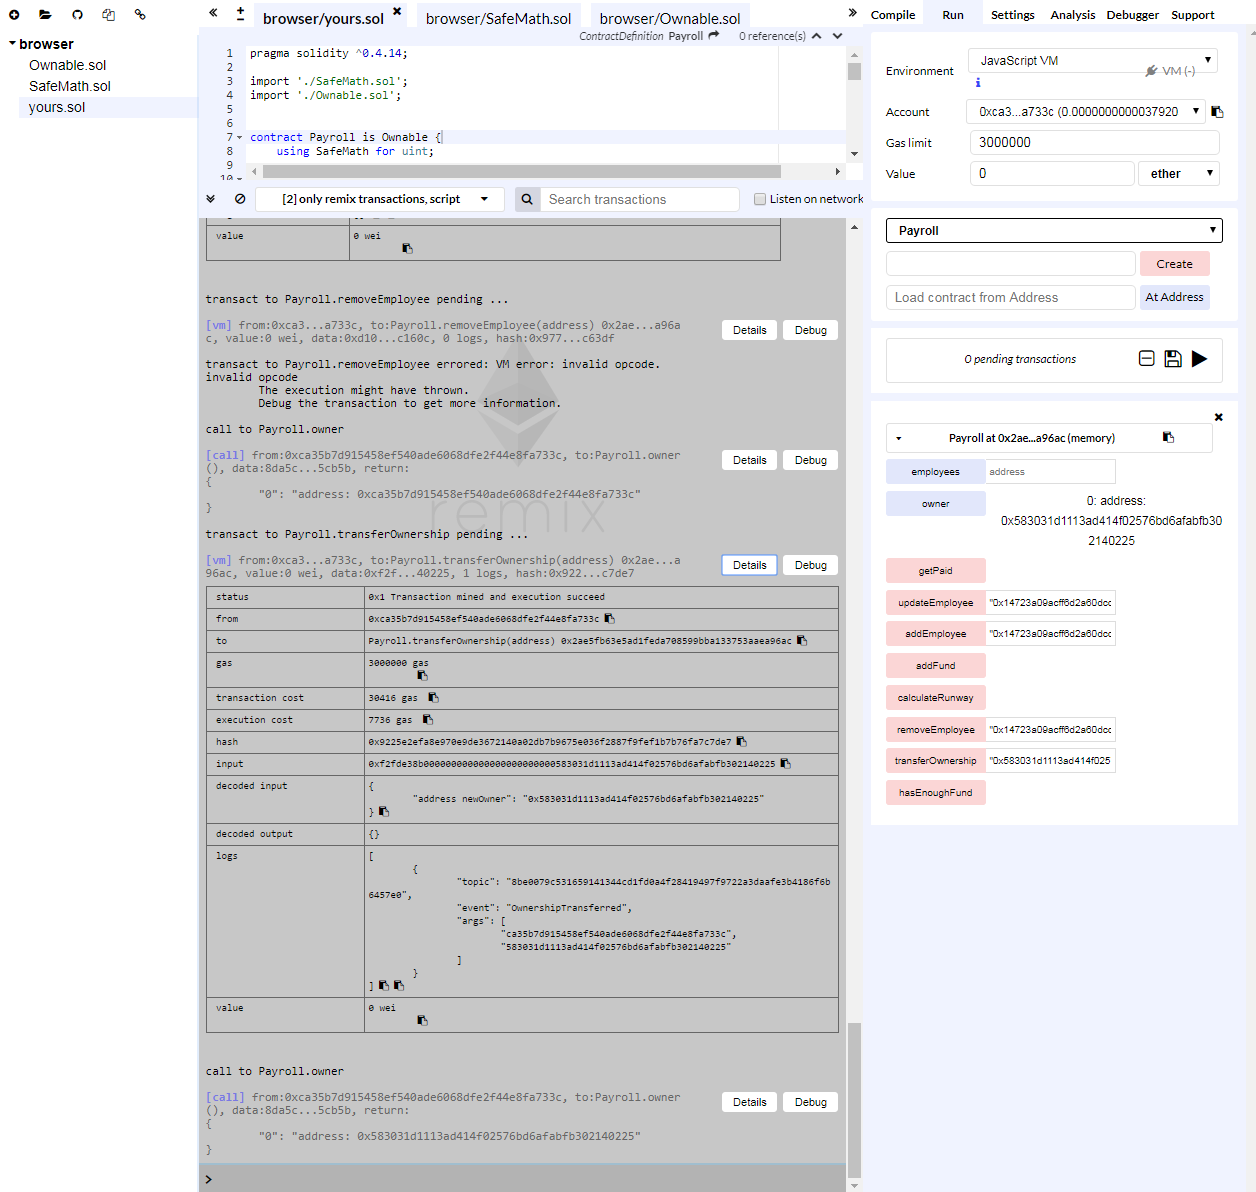 browser
Ownable.sol
SafeMath.sol
yours.sol
browser/yours.sol browser/SafeMath.sol browser/Ownable.sol
ContractDefinition Payroll 0 reference(s)
1 pragma solidity ^0.4.14;
2
3 import './SafeMath.sol';
4 import './Ownable.sol';
5
6
7 contract Payroll is Ownable {
8 using SafeMath for uint;
9
10
[2] only remix transactions, script Search transactions Listen on network
value 0 wei
transact to Payroll.removeEmployee pending ...
[vm] from:0xca3...a733c, to:Payroll.removeEmployee(address) 0x2ae...a96a
c, value:0 wei, data:0xd10...c160c, 0 logs, hash:0x977...c63df
Details Debug
transact to Payroll.removeEmployee errored: VM error: invalid opcode.
invalid opcode
The execution might have thrown.
Debug the transaction to get more information.
call to Payroll.owner
[call] from:0xca35b7d915458ef540ade6068dfe2f44e8fa733c, to:Payroll.owner
(), data:8da5c...5cb5b, return:
Details Debug
{
"0": "address: 0xca35b7d915458ef540ade6068dfe2f44e8fa733c"
}
remix
transact to Payroll.transferOwnership pending ...
[vm] from:0xca3...a733c, to:Payroll.transferOwnership(address) 0x2ae...a
96ac, value:0 wei, data:0xf2f...40225, 1 logs, hash:0x922...c7de7
Details Debug
status 0x1 Transaction mined and execution succeed
from 0xca35b7d915458ef540ade6068dfe2f44e8fa733c
to Payroll.transferOwnership(address) 0x2ae5fb63e5ad1feda708599bba133753aaea96ac
gas 3000000 gas
transaction cost 30416 gas
execution cost 7736 gas
hash 0x9225e2efa8e970e9de3672140a02db7b9675e036f2887f9fef1b7b76fa7c7de7
input 0xf2fde38b000000000000000000000000583031d1113ad414f02576bd6afabfb302140225
decoded input {
"address newOwner": "0x583031d1113ad414f02576bd6afabfb302140225"
}
decoded output {}
logs [
{
"topic": "8be0079c531659141344cd1fd0a4f28419497f9722a3daafe3b4186f6b
6457e0",
"event": "OwnershipTransferred",
"args": [
"ca35b7d915458ef540ade6068dfe2f44e8fa733c",
"583031d1113ad414f02576bd6afabfb302140225"
]
}
]
value 0 wei
call to Payroll.owner
[call] from:0xca35b7d915458ef540ade6068dfe2f44e8fa733c, to:Payroll.owner
(), data:8da5c...5cb5b, return:
Details Debug
{
"0": "address: 0x583031d1113ad414f02576bd6afabfb302140225"
}
>
Compile Run Settings Analysis Debugger Support
Environment JavaScript VM VM (-)
Account 0xca3...a733c (0.0000000000037920
Gas limit 3000000
Value 0 ether
Payroll
Create
Load contract from Address At Address
0 pending transactions
Payroll at 0x2ae...a96ac (memory)
employees address
owner 0: address:
0x583031d1113ad414f02576bd6afabfb30
2140225
getPaid
updateEmployee "0x14723a09acff6d2a60dcc
addEmployee "0x14723a09acff6d2a60dcc
addFund
calculateRunway
removeEmployee "0x14723a09acff6d2a60dcc
transferOwnership "0x583031d1113ad414f025
hasEnoughFund